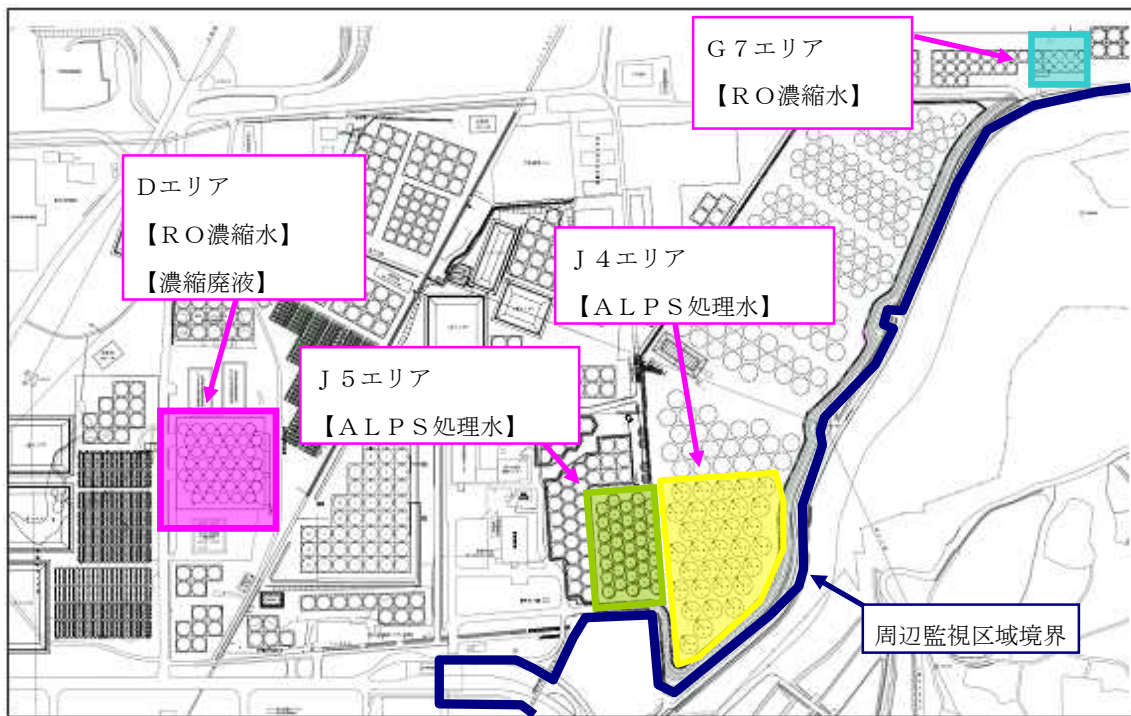 G7エリア
【RO濃縮水】
Dエリア
【RO濃縮水】
【濃縮廃液】
J4エリア
【ALPS処理水】
J5エリア
【ALPS処理水】
周辺監視区域境界